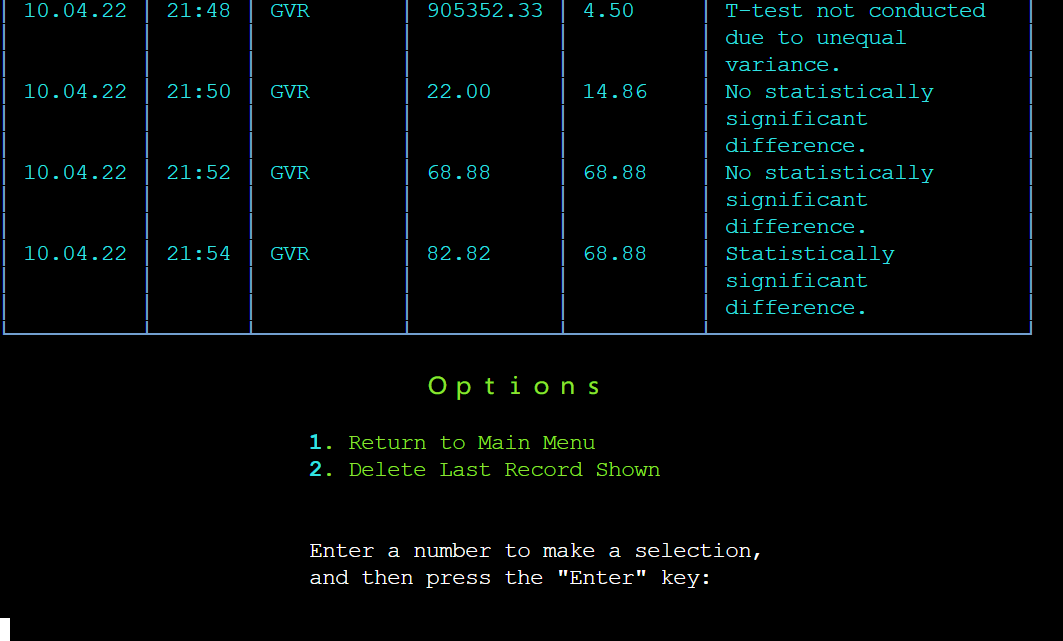 10.04.22 21:48 GVR 905352.33 4.50 T-test not conducted
due to unequal
variance.
10.04.22 21:50 GVR 22.00 14.86 No statistically
significant
difference.
10.04.22 21:52 GVR 68.88 68.88 No statistically
significant
difference.
10.04.22 21:54 GVR 82.82 68.88 Statistically
significant
difference.
Options
1. Return to Main Menu
2. Delete Last Record Shown
Enter a number to make a selection,
and then press the "Enter" key: